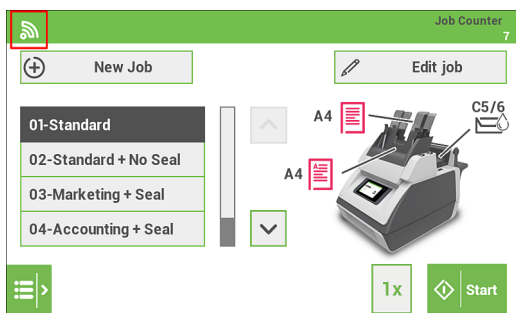 Job Counter
7
New Job
Edit job
01-Standard
02-Standard + No Seal
03-Marketing + Seal
04-Accounting + Seal
A4
C5/6
A4
1x
Start